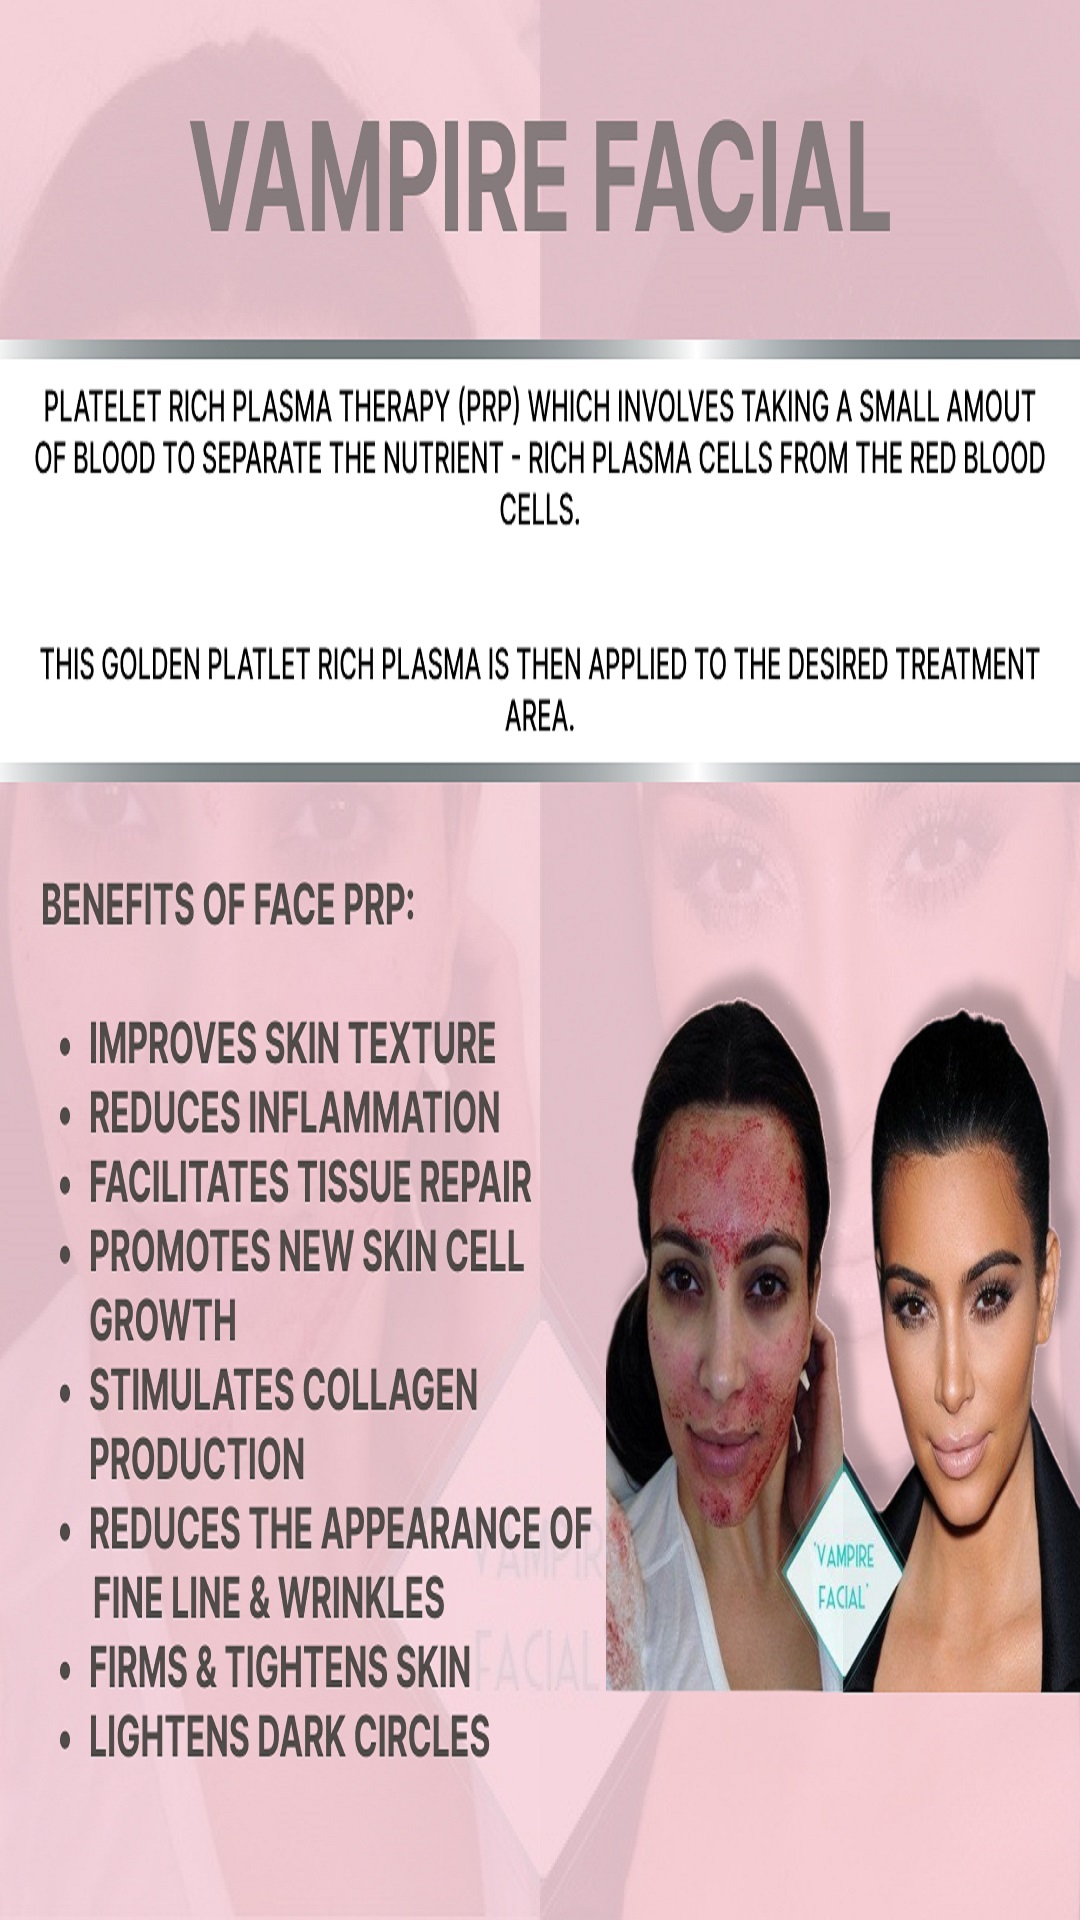 VAMPIRE FACIAL
PLATELET RICH PLASMA THERAPY (PRP) WHICH INVOLVES TAKING A SMALL AMOUT
OF BLOOD TO SEPARATE THE NUTRIENT - RICH PLASMA CELLS FROM THE RED BLOOD
CELLS.
THIS GOLDEN PLATLET RICH PLASMA IS THEN APPLIED TO THE DESIRED TREATMENT
AREA.
BENEFITS OF FACE PRP:
• IMPROVES SKIN TEXTURE
• REDUCES INFLAMMATION
• FACILITATES TISSUE REPAIR
• PROMOTES NEW SKIN CELL
GROWTH
• STIMULATES COLLAGEN
PRODUCTION
• REDUCES THE APPEARANCE OF
FINE LINE & WRINKLES
• FIRMS & TIGHTENS SKIN
• LIGHTENS DARK CIRCLES
'VAMPIRE
FACIAL'
VAMPIR
FACIAL